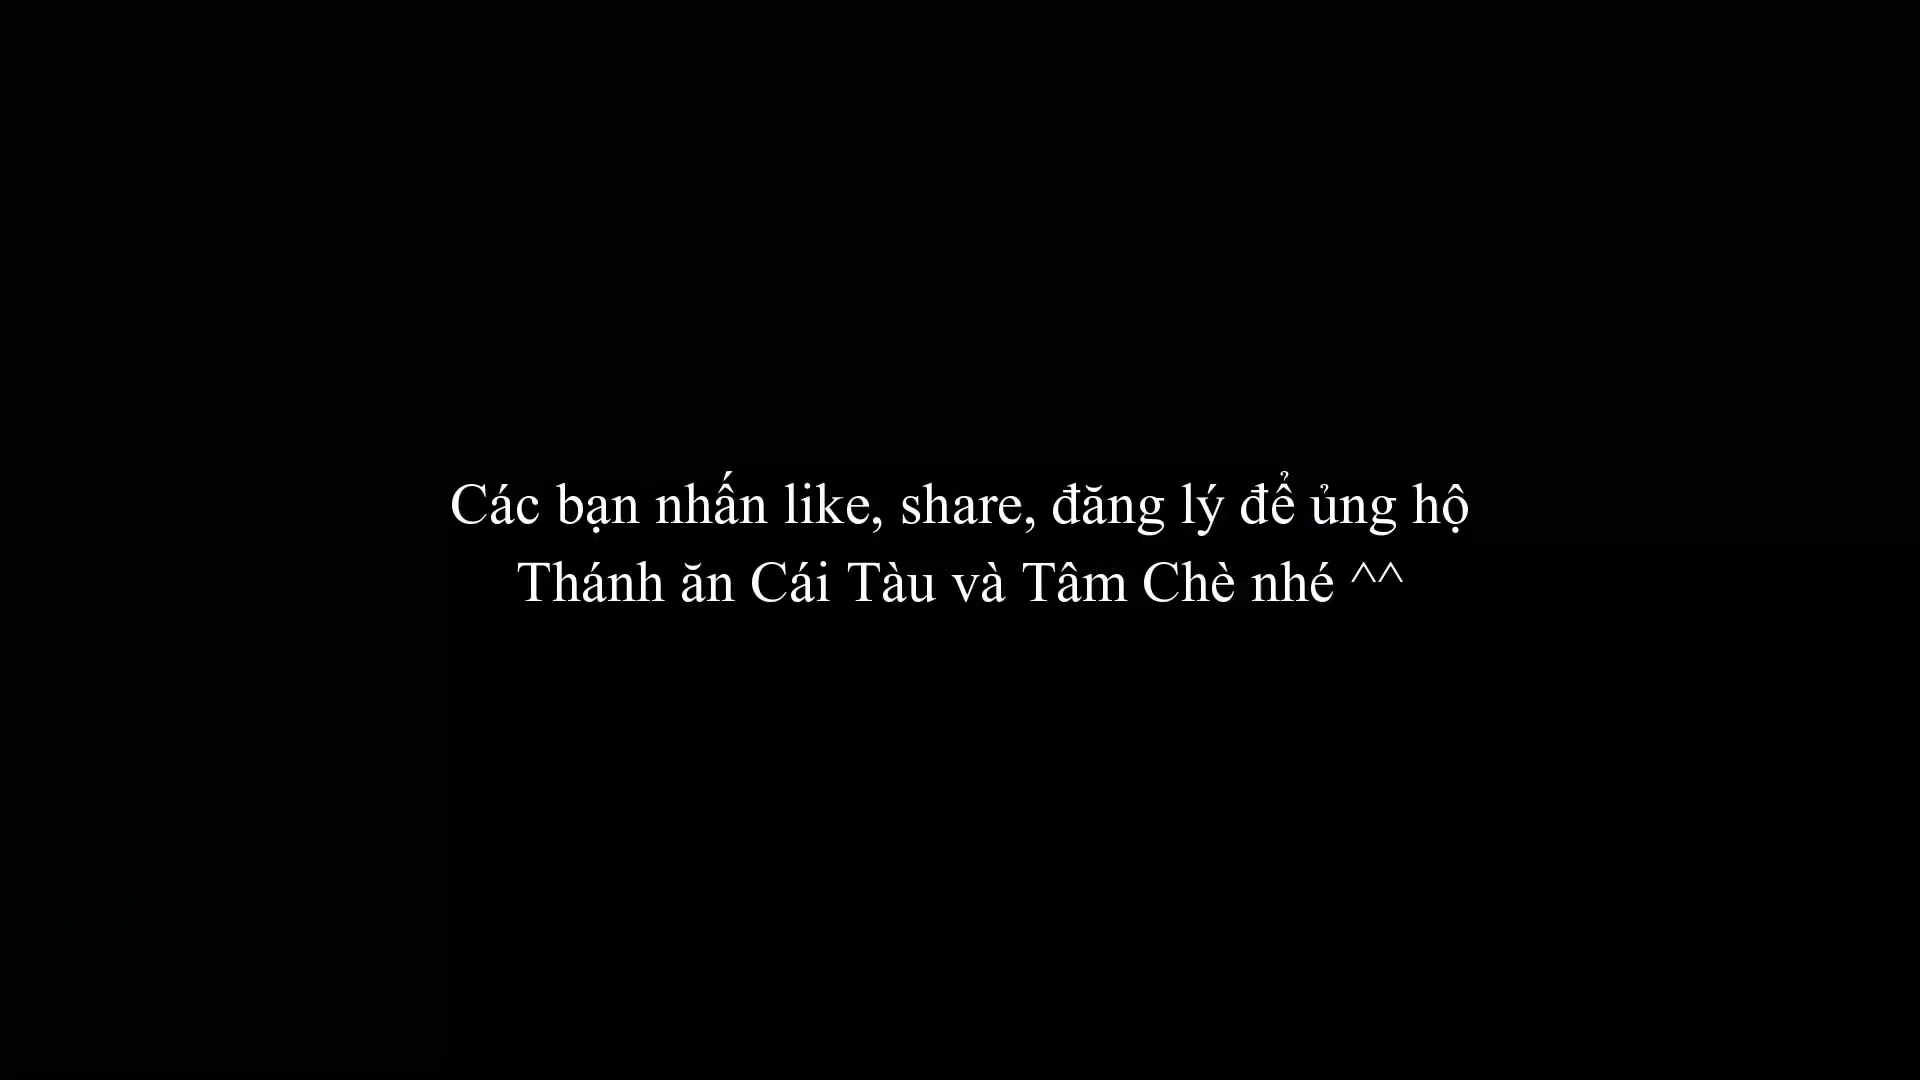 Các bạn nhấn like, share, đăng lý để ủng hộ
Thánh ăn Cái Tàu và Tâm Chè nhé ^^